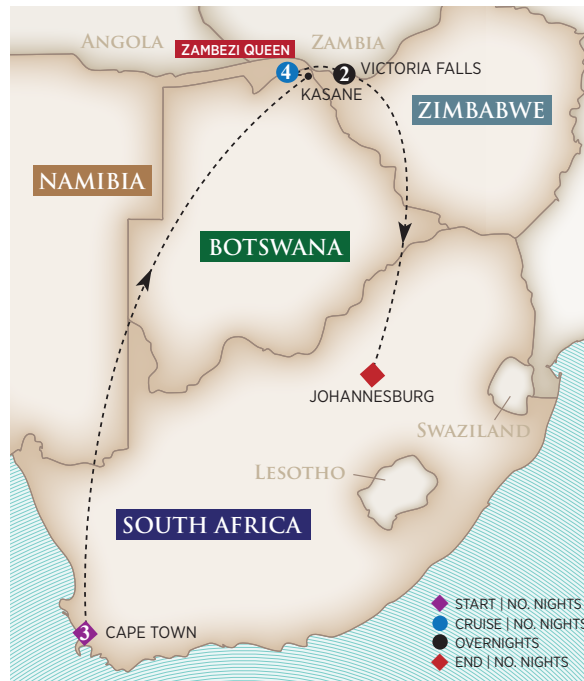 ANGOLA
ZAMBIA
ZAMBEZI QUEEN
4
2
VICTORIA FALLS
KASANE
ZIMBABWE
NAMIBIA
BOTSWANA
JOHANNESBURG
SWAZILAND
LESOTHO
SOUTH AFRICA
3
CAPE TOWN
START | NO. NIGHTS
CRUISE | NO. NIGHTS
OVERNIGHTS
END | NO. NIGHTS